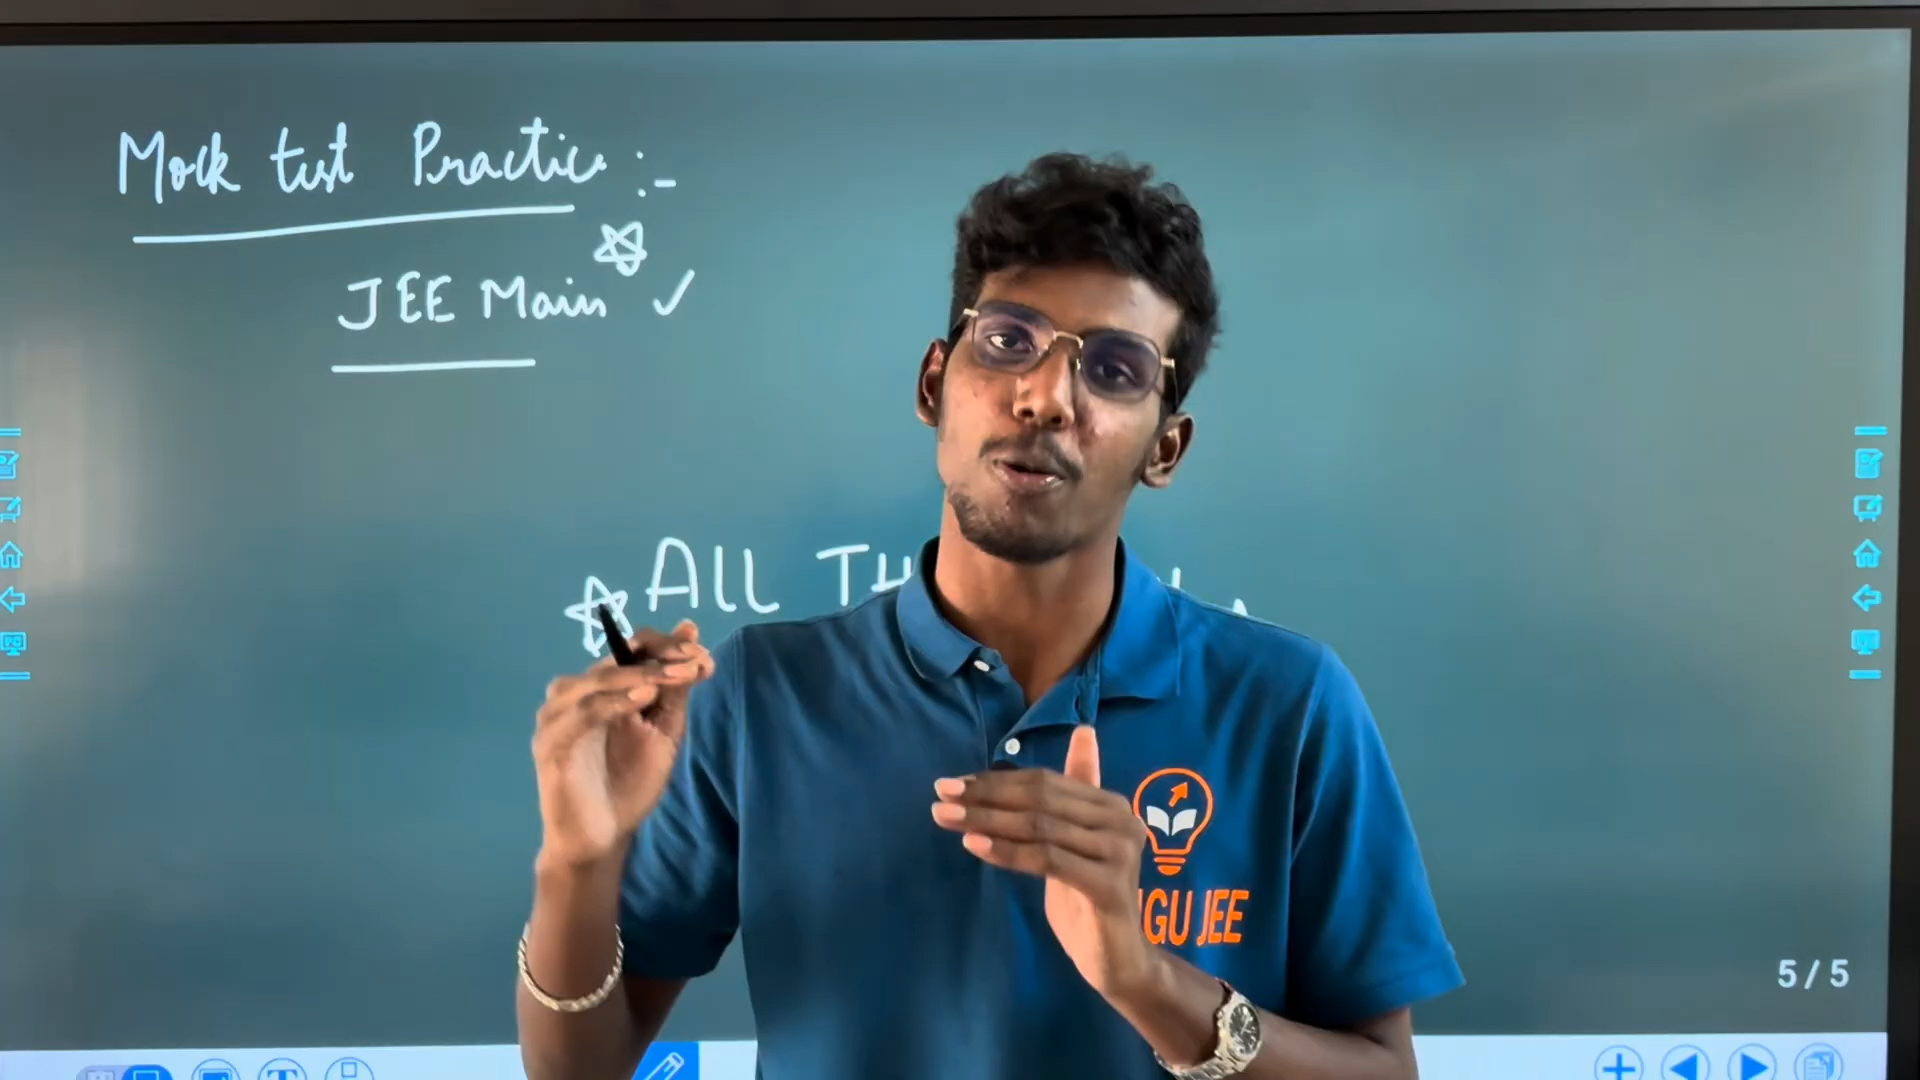 Mock test Practice :-
JEE Main ✓
ALL TH
GU JEE
5/5